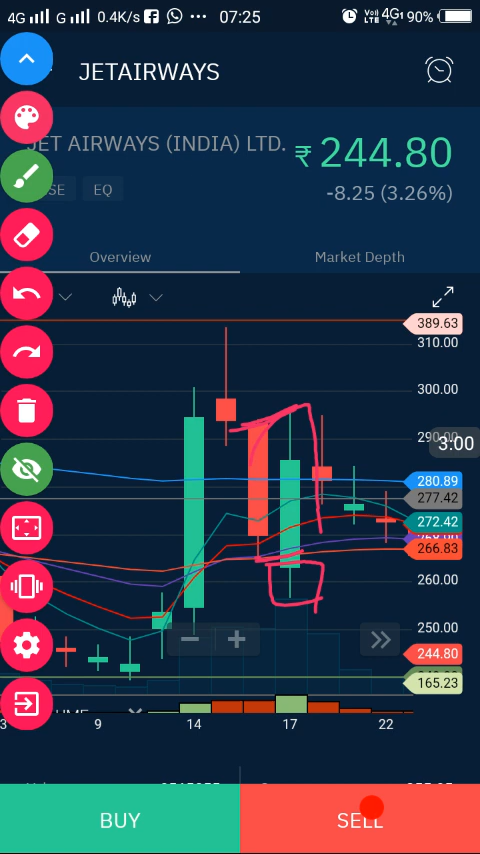 4G G 0.4K/s 07:25 VoLTE 4G 90%
JETAIRWAYS
JET AIRWAYS (INDIA) LTD. ₹ 244.80
SE EQ -8.25 (3.26%)
Overview Market Depth
389.63
310.00
300.00
290.00
3:00
280.89
277.42
272.42
266.83
260.00
250.00
244.80
165.23
9 14 17 22
BUY SELL